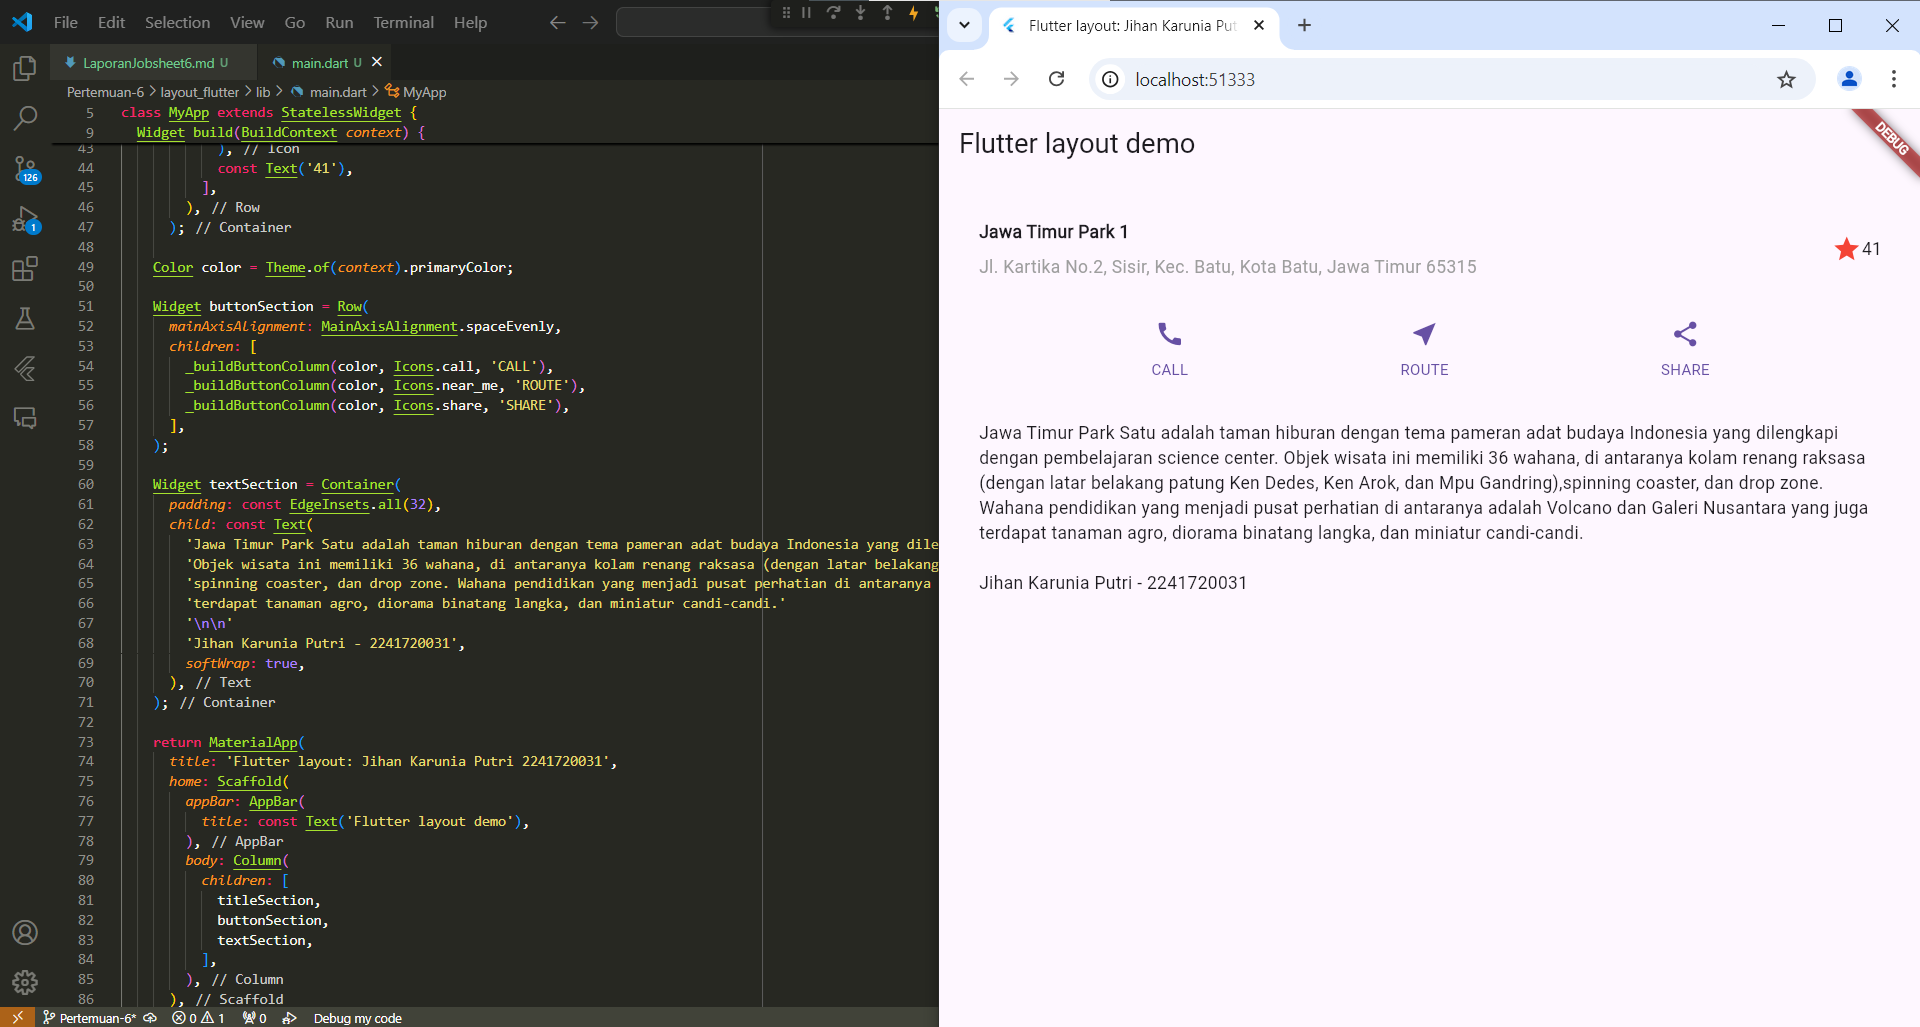 File Edit Selection View Go Run Terminal Help
LaporanJobsheet6.md U
main.dart U
Pertemuan-6 > layout_flutter > lib > main.dart > MyApp
5 class MyApp extends StatelessWidget {
9 Widget build(BuildContext context) {
43 ), // Icon
44 const Text('41'),
45 ],
46 ), // Row
47 ); // Container
48
49 Color color = Theme.of(context).primaryColor;
50
51 Widget buttonSection = Row(
52 mainAxisAlignment: MainAxisAlignment.spaceEvenly,
53 children: [
54 _buildButtonColumn(color, Icons.call, 'CALL'),
55 _buildButtonColumn(color, Icons.near_me, 'ROUTE'),
56 _buildButtonColumn(color, Icons.share, 'SHARE'),
57 ],
58 );
59
60 Widget textSection = Container(
61 padding: const EdgeInsets.all(32),
62 child: const Text(
63 'Jawa Timur Park Satu adalah taman hiburan dengan tema pameran adat budaya Indonesia yang dile
64 'Objek wisata ini memiliki 36 wahana, di antaranya kolam renang raksasa (dengan latar belakang
65 'spinning coaster, dan drop zone. Wahana pendidikan yang menjadi pusat perhatian di antaranya
66 'terdapat tanaman agro, diorama binatang langka, dan miniatur candi-candi.'
67 '\n\n'
68 'Jihan Karunia Putri - 2241720031',
69 softWrap: true,
70 ), // Text
71 ); // Container
72
73 return MaterialApp(
74 title: 'Flutter layout: Jihan Karunia Putri 2241720031',
75 home: Scaffold(
76 appBar: AppBar(
77 title: const Text('Flutter layout demo'),
78 ), // AppBar
79 body: Column(
80 children: [
81 titleSection,
82 buttonSection,
83 textSection,
84 ],
85 ), // Column
86 ), // Scaffold
126
1
Pertemuan-6* 0 1 0 Debug my code
Flutter layout: Jihan Karunia Put
localhost:51333
DEBUG
Flutter layout demo
Jawa Timur Park 1
41
Jl. Kartika No.2, Sisir, Kec. Batu, Kota Batu, Jawa Timur 65315
CALL ROUTE SHARE
Jawa Timur Park Satu adalah taman hiburan dengan tema pameran adat budaya Indonesia yang dilengkapi
dengan pembelajaran science center. Objek wisata ini memiliki 36 wahana, di antaranya kolam renang raksasa
(dengan latar belakang patung Ken Dedes, Ken Arok, dan Mpu Gandring),spinning coaster, dan drop zone.
Wahana pendidikan yang menjadi pusat perhatian di antaranya adalah Volcano dan Galeri Nusantara yang juga
terdapat tanaman agro, diorama binatang langka, dan miniatur candi-candi.
Jihan Karunia Putri - 2241720031